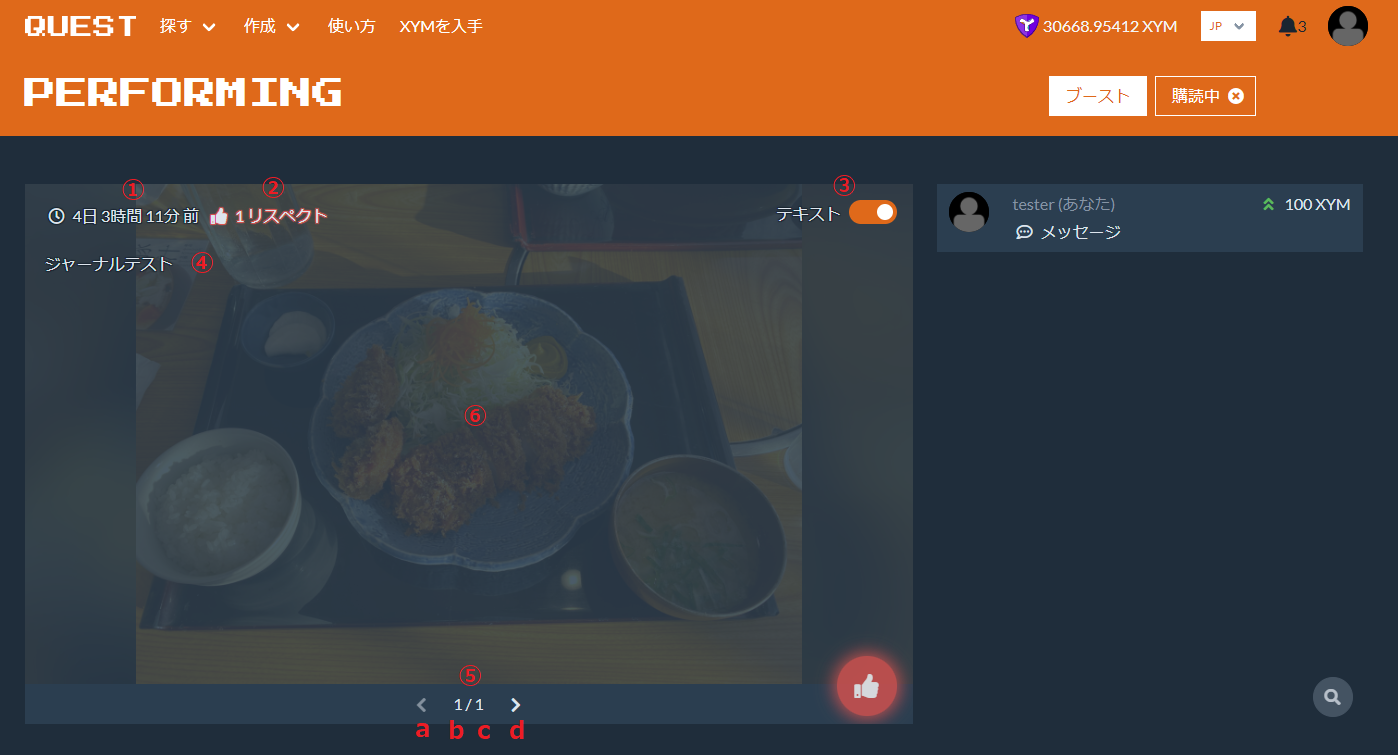 QUEST 探す 作成 使い方 XYMを入手 30668.95412 XYM JP 3
PERFORMING ブースト 購読中
① ② ③
4日 3時間 11分 前 1 リスペクト テキスト
tester (あなた) 100 XYM
メッセージ
ジャーナルテスト ④
⑥
⑤
1 / 1
a b c d